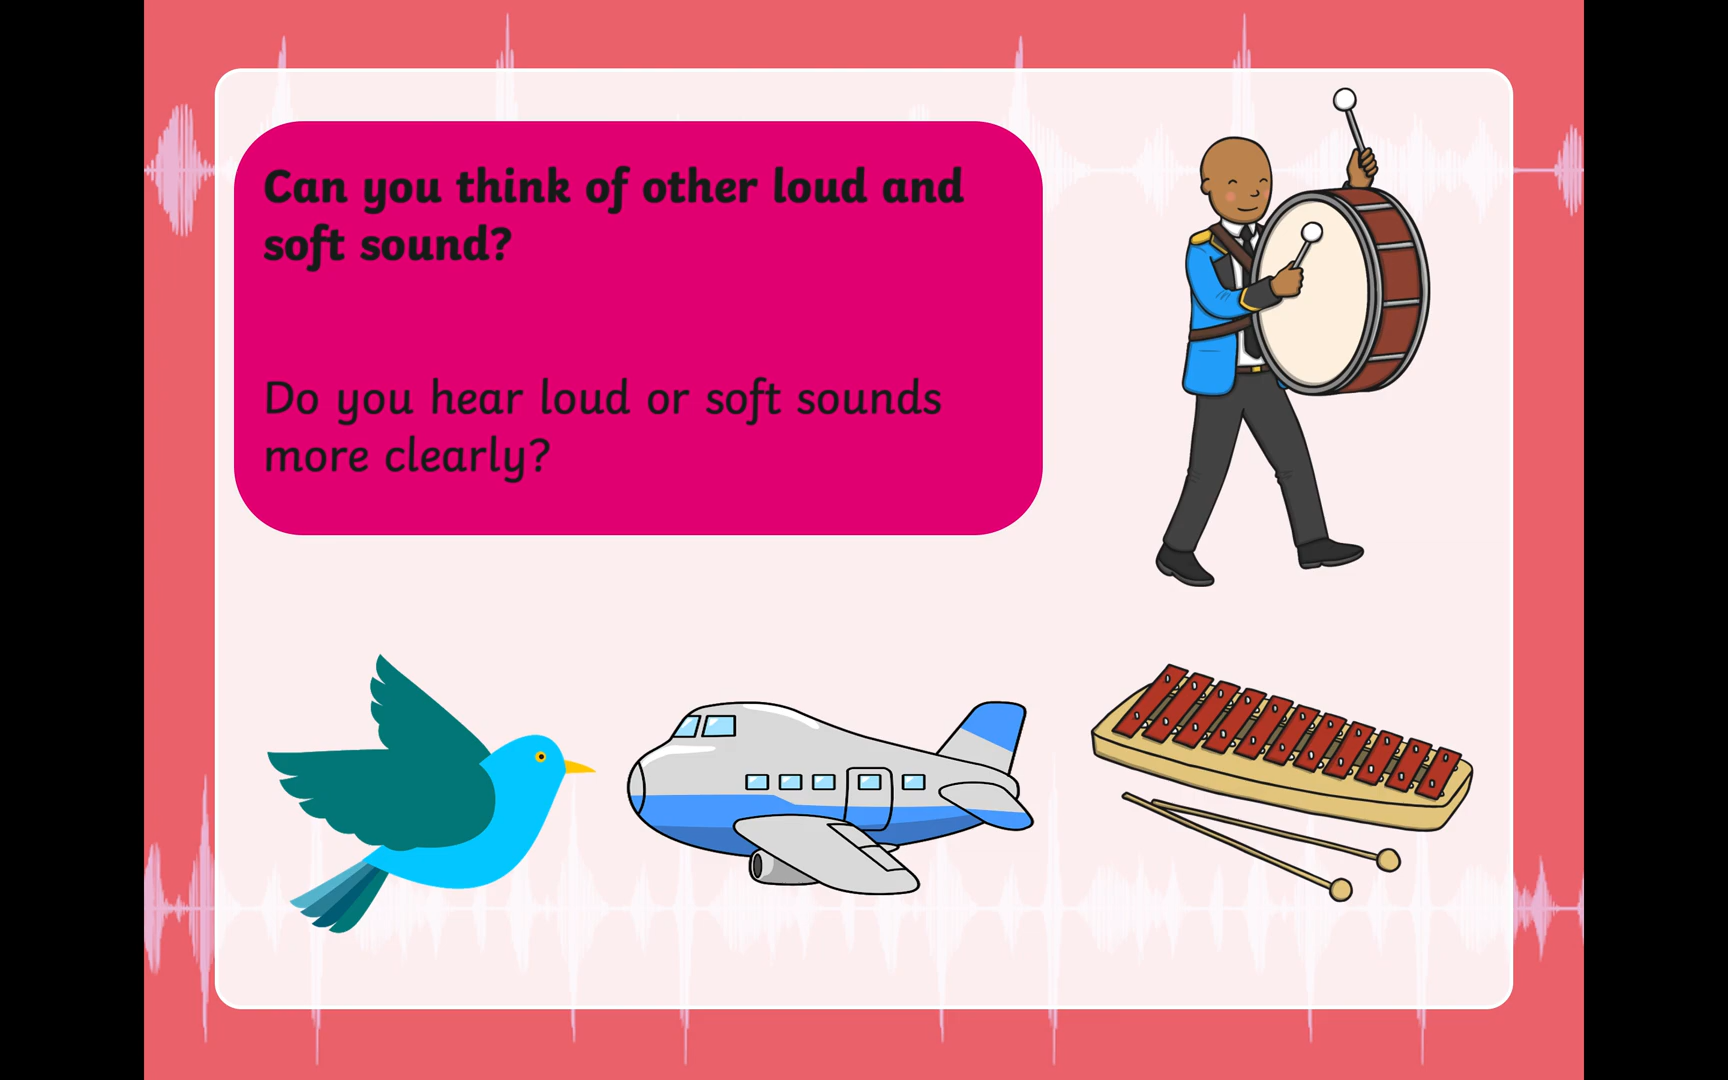 Can you think of other loud and
soft sound?
Do you hear loud or soft sounds
more clearly?